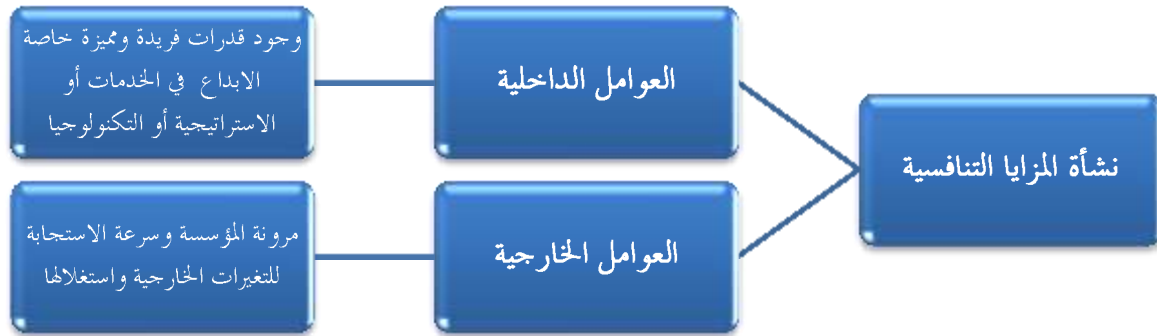 نشأة المزايا التنافسية
العوامل الداخلية
وجود قدرات فريدة ومميزة خاصة
الابداع في الخدمات أو
الاستراتيجية أو التكنولوجيا
العوامل الخارجية
مرونة المؤسسة وسرعة الاستجابة
للتغيرات الخارجية واستغلالها